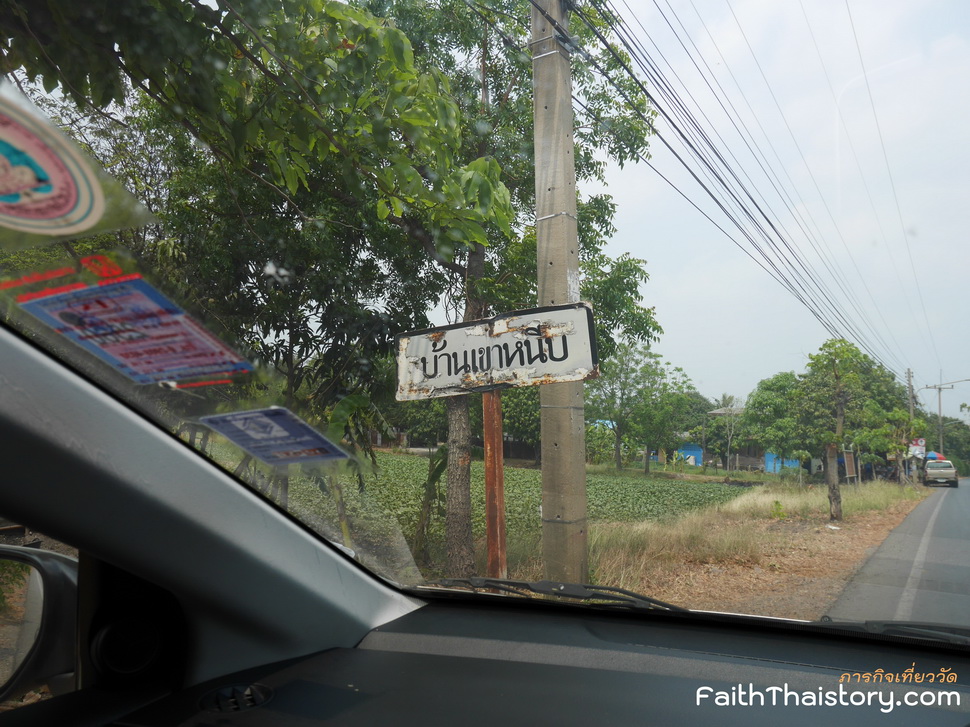 บ้านเขาหนีบ
ภารกิจเที่ยววัด
FaithThaistory.com